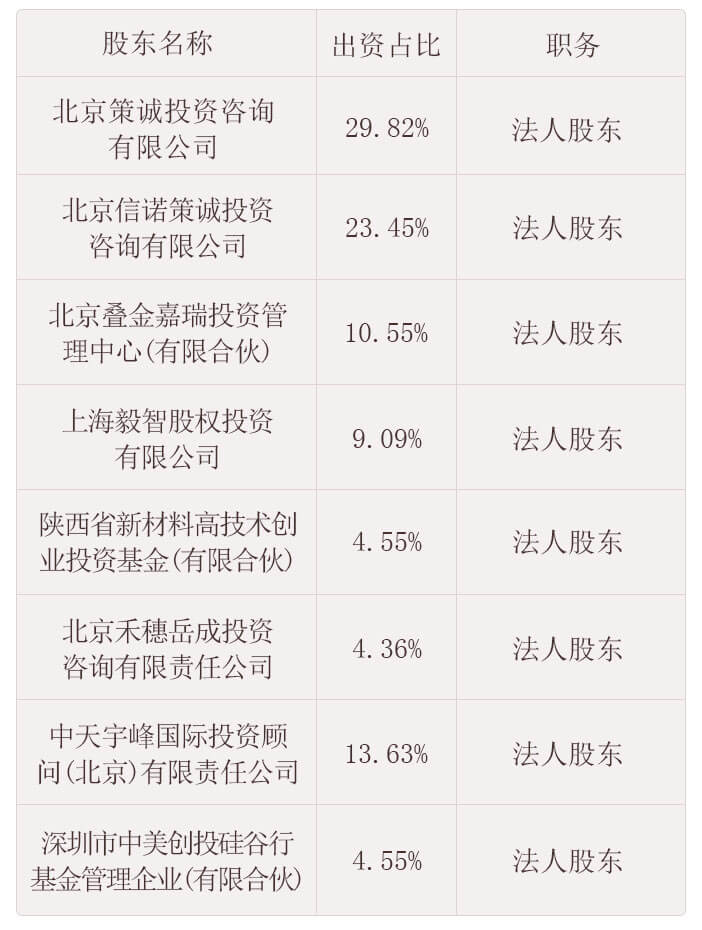 股东名称 出资占比 职务
北京策诚投资咨询
有限公司
29.82% 法人股东
北京信诺策诚投资
咨询有限公司
23.45% 法人股东
北京叠金嘉瑞投资管
理中心(有限合伙)
10.55% 法人股东
上海毅智股权投资
有限公司
9.09% 法人股东
陕西省新材料高技术创
业投资基金(有限合伙)
4.55% 法人股东
北京禾穗岳成投资
咨询有限责任公司
4.36% 法人股东
中天宇峰国际投资顾
问(北京)有限责任公司
13.63% 法人股东
深圳市中美创投硅谷行
基金管理企业(有限合伙)
4.55% 法人股东